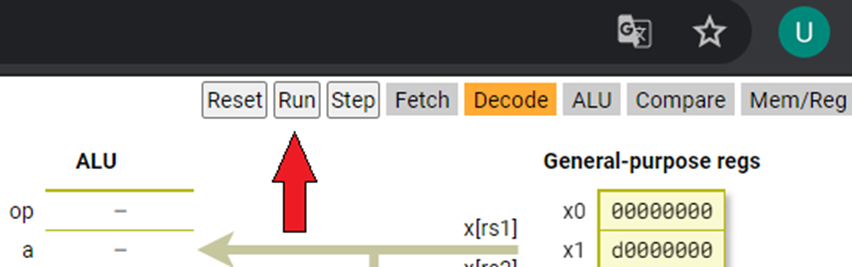 U
Reset Run Step Fetch Decode ALU Compare Mem/Reg
ALU General-purpose regs
op – x0 00000000
x[rs1]
a – x1 d0000000